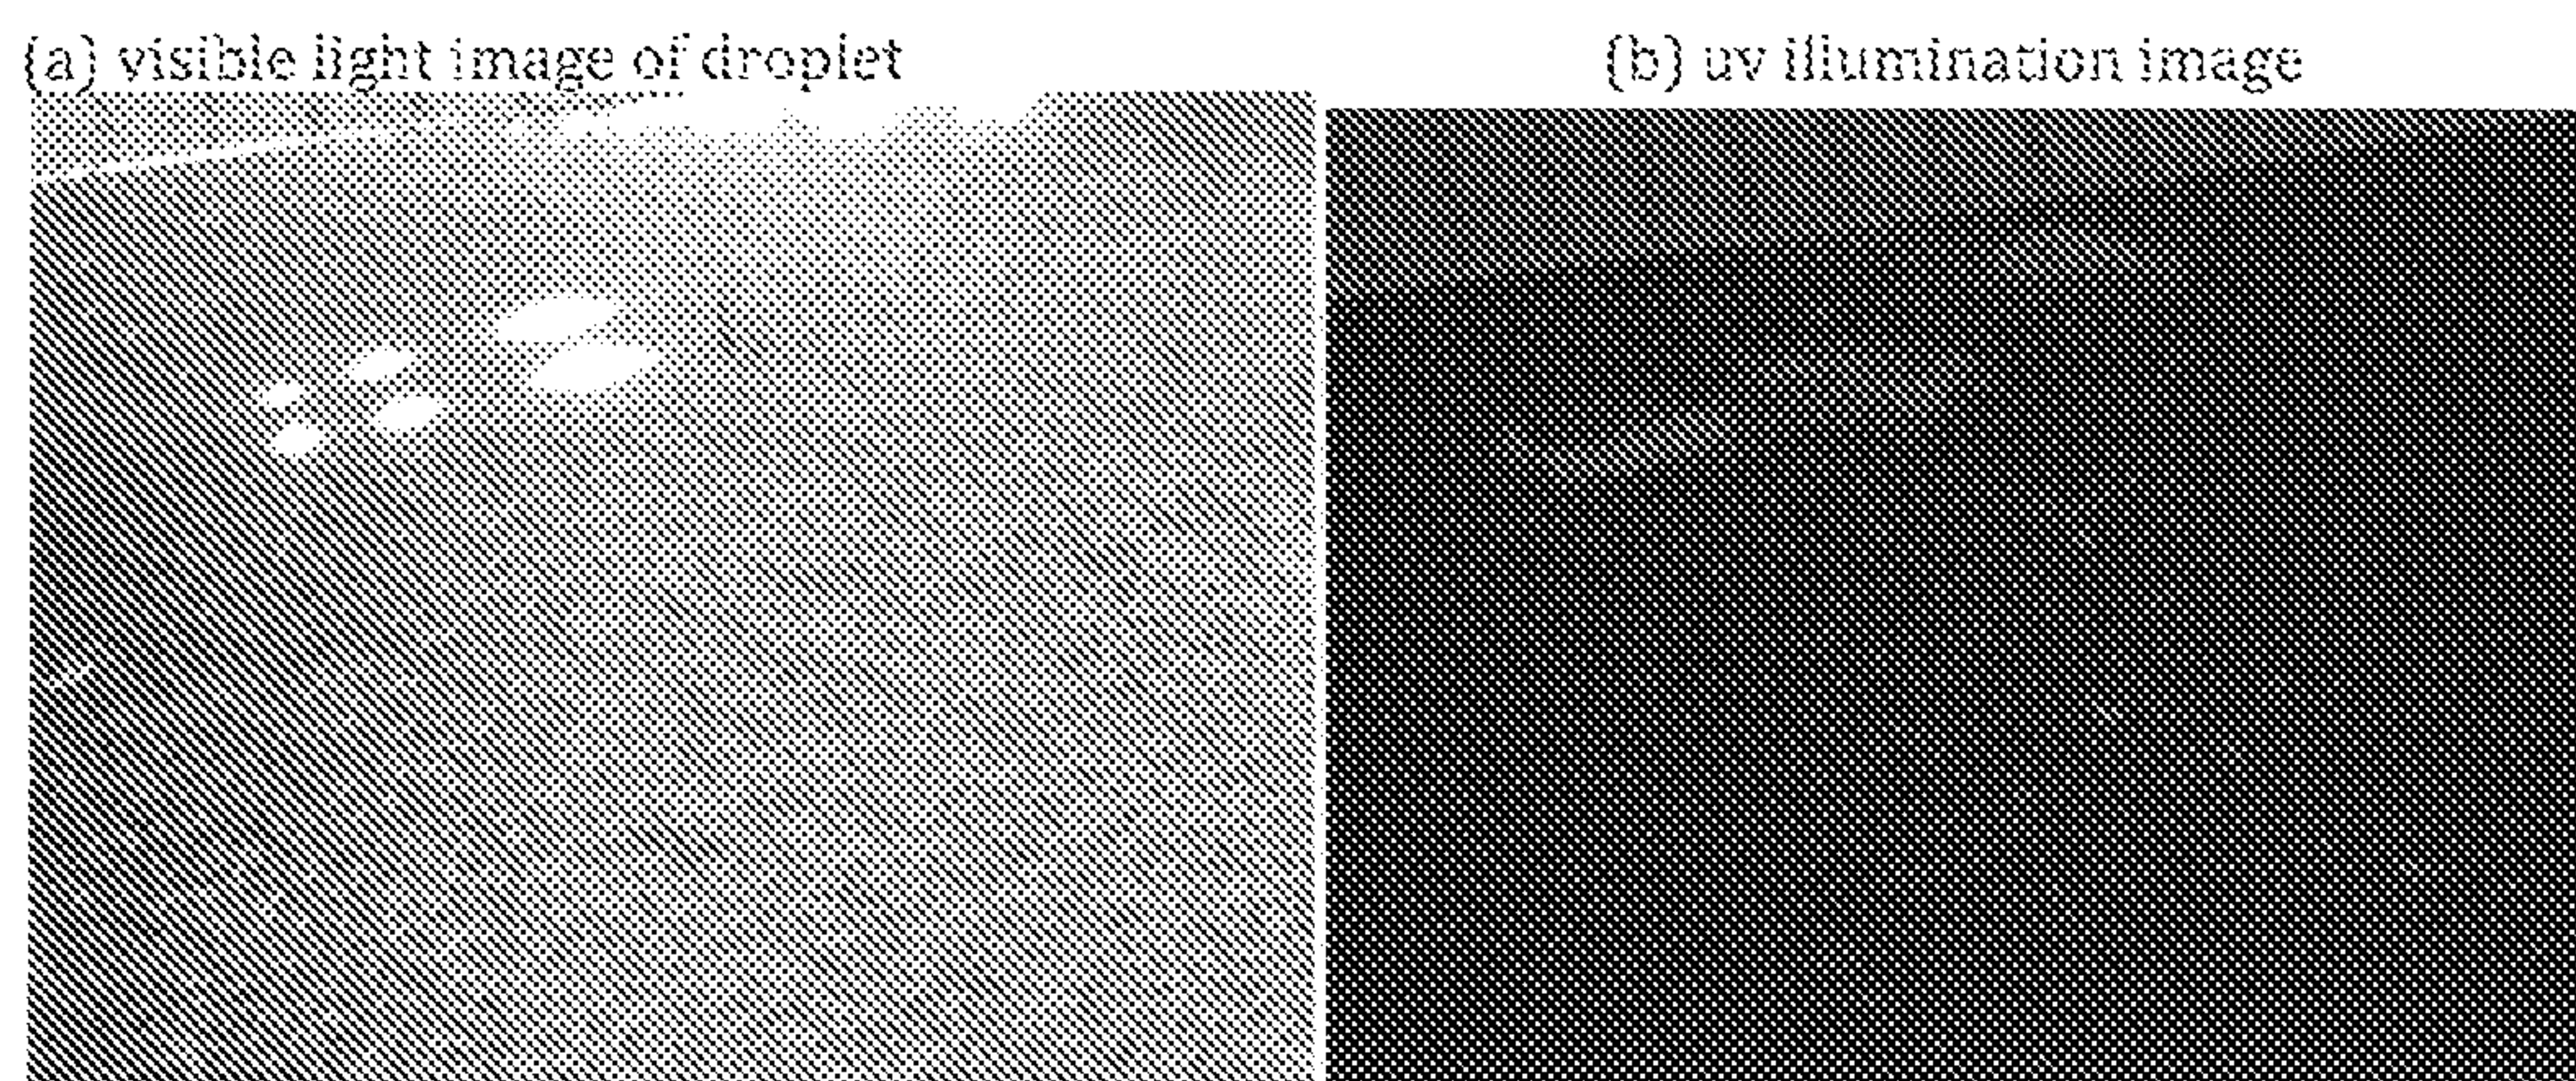 (a) visible light image of droplet
(b) uv illumination image